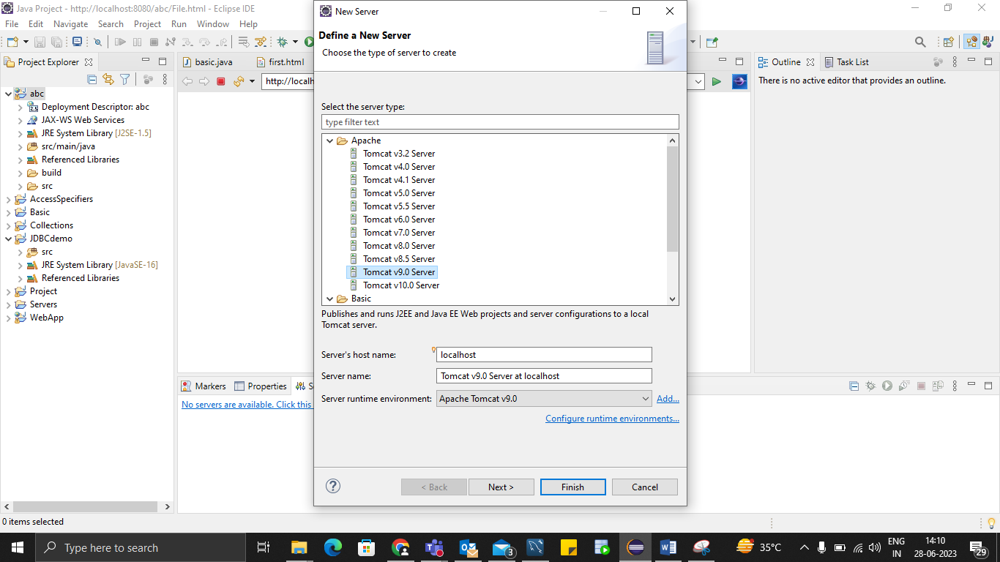 Java Project - http://localhost:8080/abc/File.html - Eclipse IDE
File Edit Navigate Search Project Run Window Help
Project Explorer
abc
Deployment Descriptor: abc
2.5
JAX-WS Web Services
JRE System Library [J2SE-1.5]
src/main/java
Referenced Libraries
build
src
AccessSpecifiers
Basic
Collections
JDBCdemo
src
JRE System Library [JavaSE-16]
Referenced Libraries
Project
Servers
WebApp
basic.java
first.html
http://localh
Markers
Properties
S
No servers are available. Click this
New Server
Define a New Server
Choose the type of server to create
Select the server type:
type filter text
Apache
Tomcat v3.2 Server
Tomcat v4.0 Server
Tomcat v4.1 Server
Tomcat v5.0 Server
Tomcat v5.5 Server
Tomcat v6.0 Server
Tomcat v7.0 Server
Tomcat v8.0 Server
Tomcat v8.5 Server
Tomcat v9.0 Server
Tomcat v10.0 Server
Basic
Publishes and runs J2EE and Java EE Web projects and server configurations to a local
Tomcat server.
Server's host name: localhost
Server name: Tomcat v9.0 Server at localhost
Server runtime environment: Apache Tomcat v9.0 Add...
Configure runtime environments...
?
< Back Next > Finish Cancel
Outline
Task List
There is no active editor that provides an outline.
0 items selected
Type here to search
3
35°C
ENG
IN
14:10
28-06-2023
29